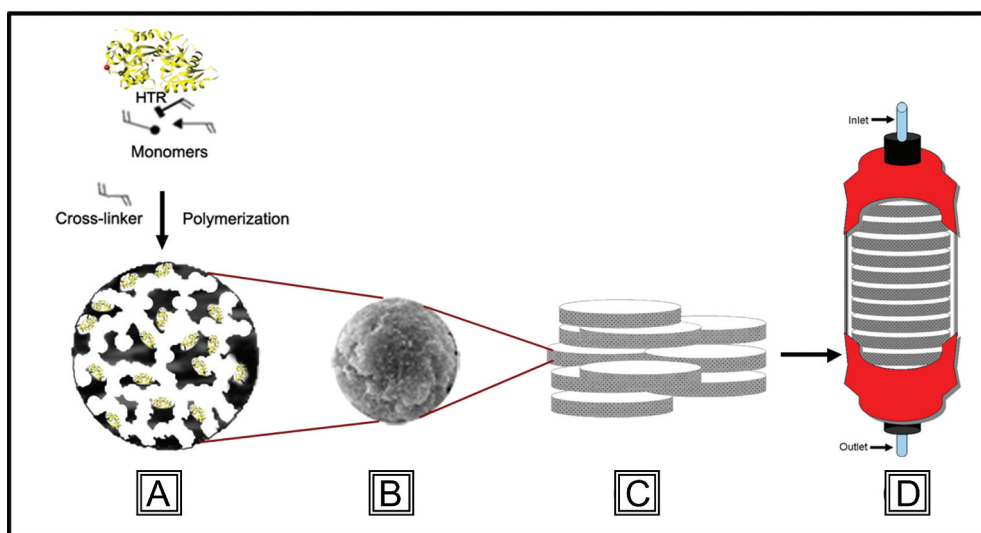 HTR
Monomers
Cross-linker
Polymerization
Inlet
Outlet
A
B
C
D